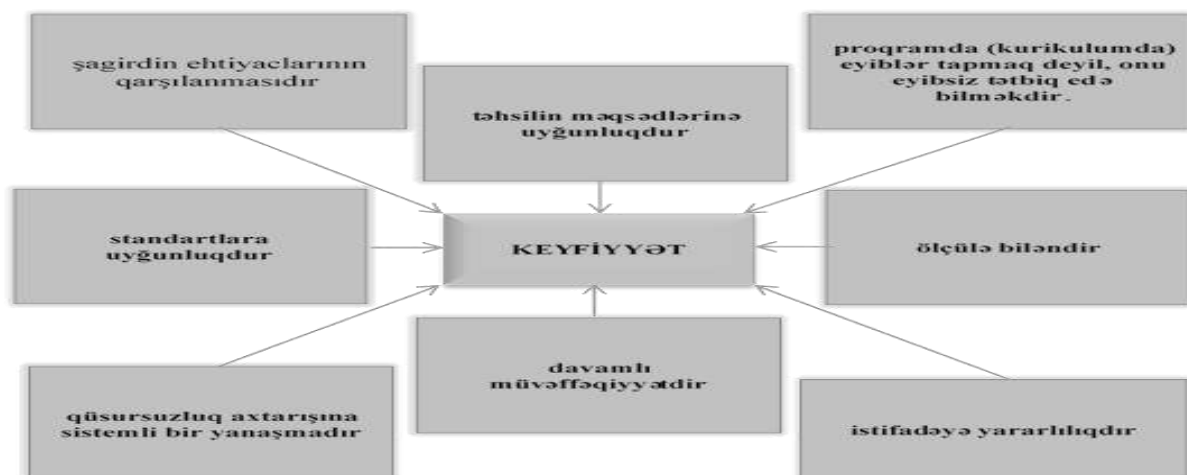 şagirdin ehtiyaclarının
qarşılanmasıdır
təhsilin məqsədlərinə
uyğunluqdur
proqramda (kurikulumda)
eyiblər tapmaq deyil, onu
eyibsiz tətbiq edə
bilməkdir.
standartlara
uyğunluqdur
KEYFİYYƏT
ölçülə biləndir
qüsursuzluq axtarışına
sistemli bir yanaşmadır
davamlı
müvəffəqiyyətdir
istifadəyə yararlılıqdır